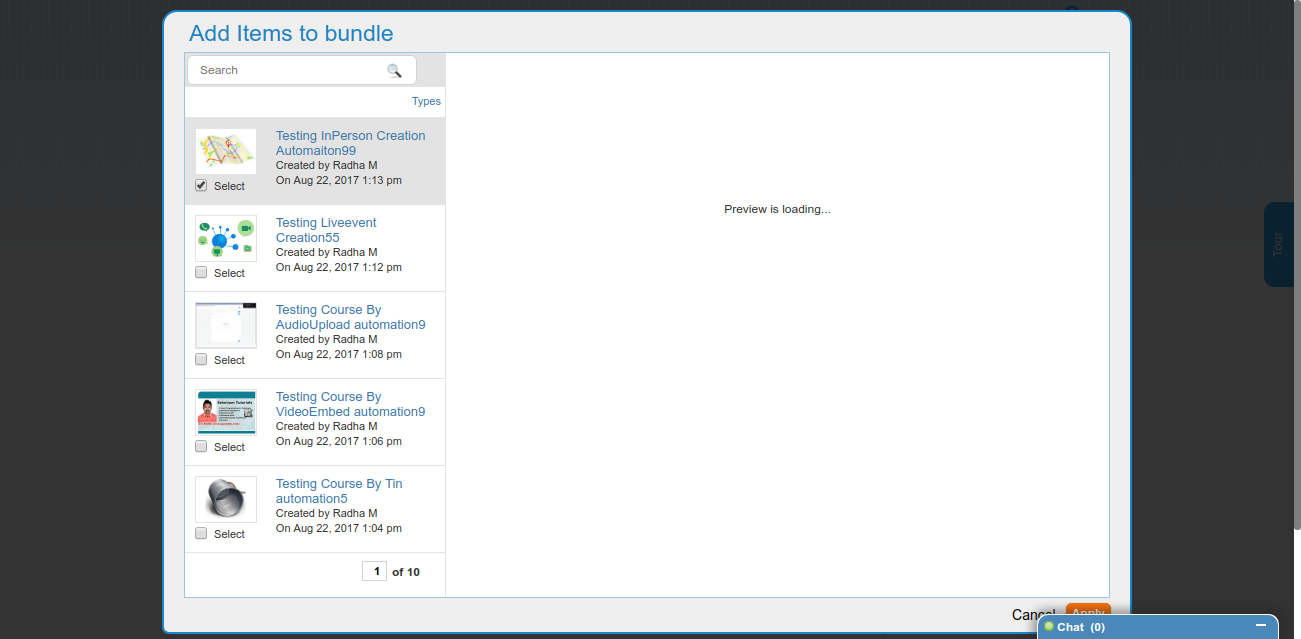 Add Items to bundle
Search
Types
Testing InPerson Creation
Automaiton99
Created by Radha M
On Aug 22, 2017 1:13 pm
Select
Testing Liveevent
Creation55
Created by Radha M
On Aug 22, 2017 1:12 pm
Select
Testing Course By
AudioUpload automation9
Created by Radha M
On Aug 22, 2017 1:08 pm
Select
Testing Course By
VideoEmbed automation9
Created by Radha M
On Aug 22, 2017 1:06 pm
Select
Testing Course By Tin
automation5
Created by Radha M
On Aug 22, 2017 1:04 pm
Select
1 of 10
Preview is loading...
Tour
Cancel Apply
Chat (0)